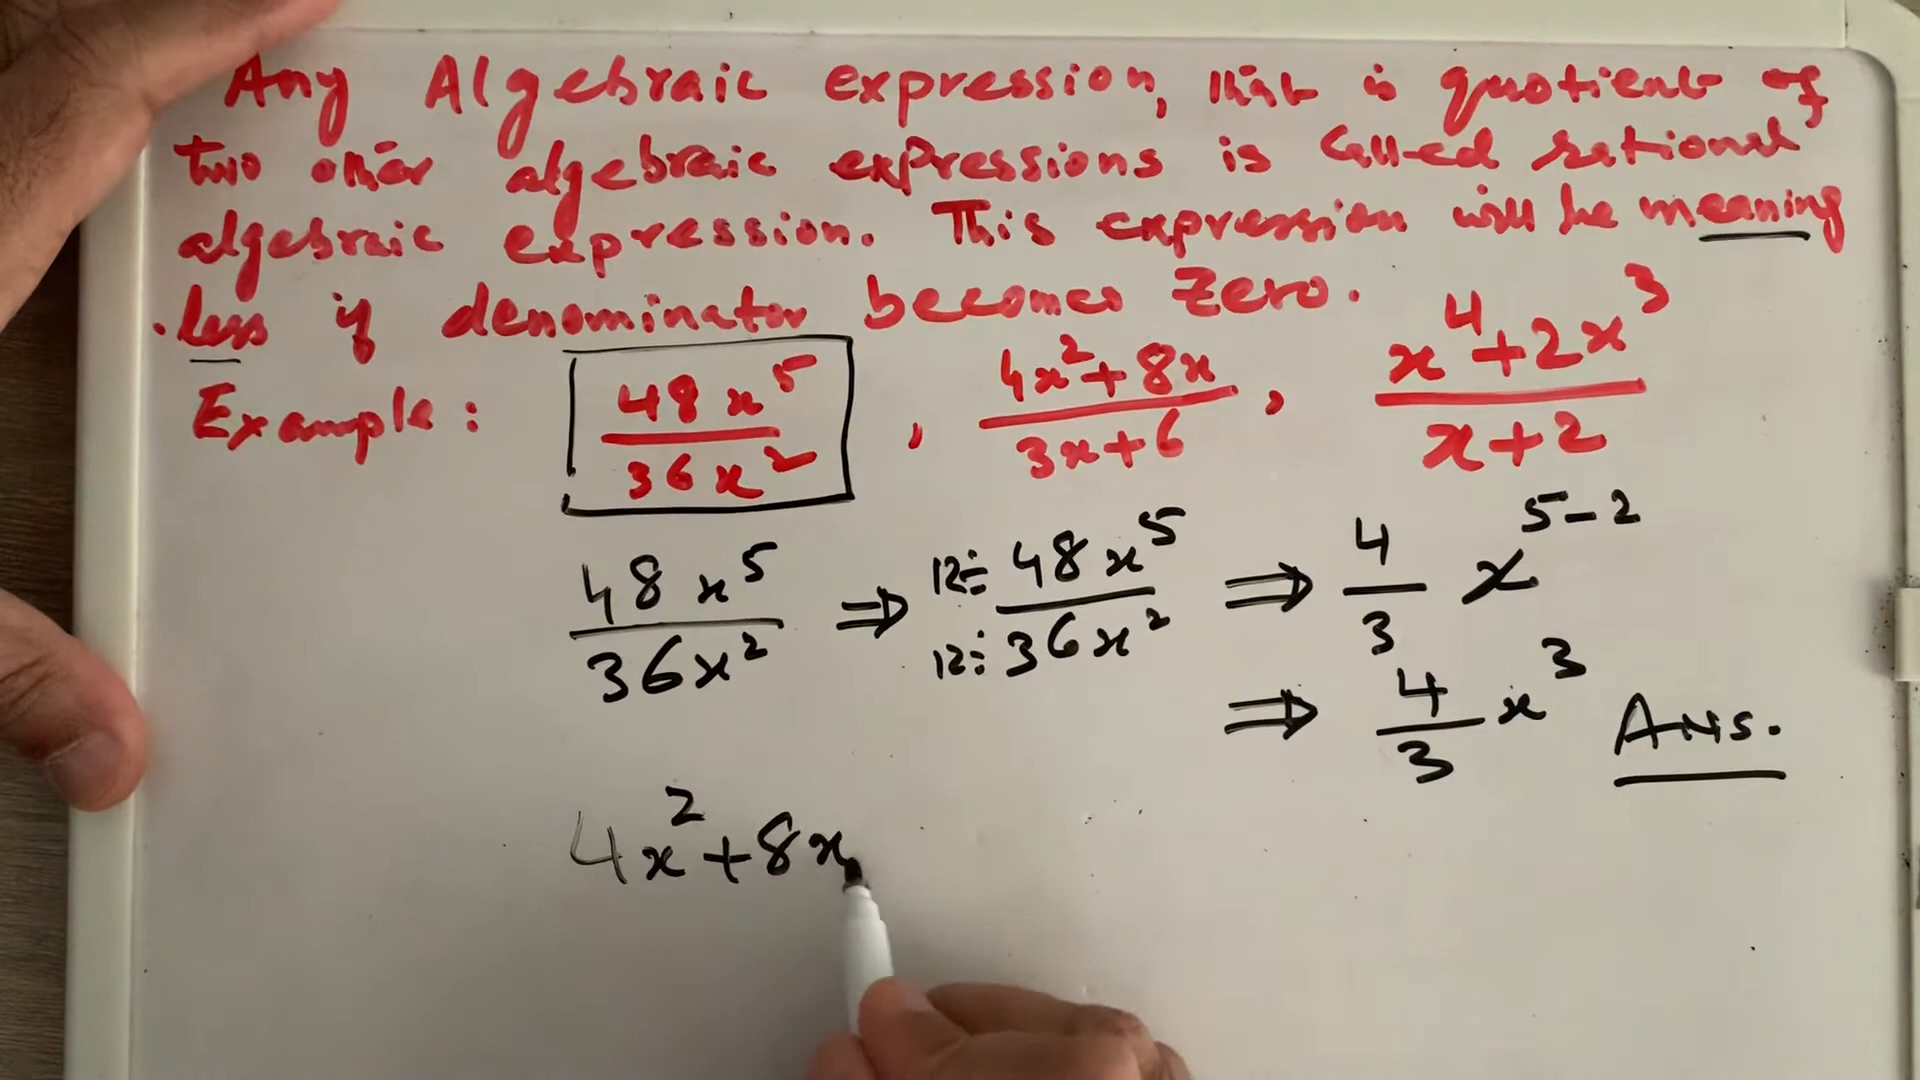 Any Algebraic expression, that is quotient of
two other algebraic expressions is called rational
algebraic expression. This expression will be meaning
.less if denominator becomes Zero.
Example: 48x^5/36x^2 , 4x^2+8x/3x+6 , x^4+2x^3/x+2
48x^5/36x^2 ⇒ 12÷48x^5/12÷36x^2 ⇒ 4/3 x^5-2
⇒ 4/3 x^3 Ans.
4x^2+8x